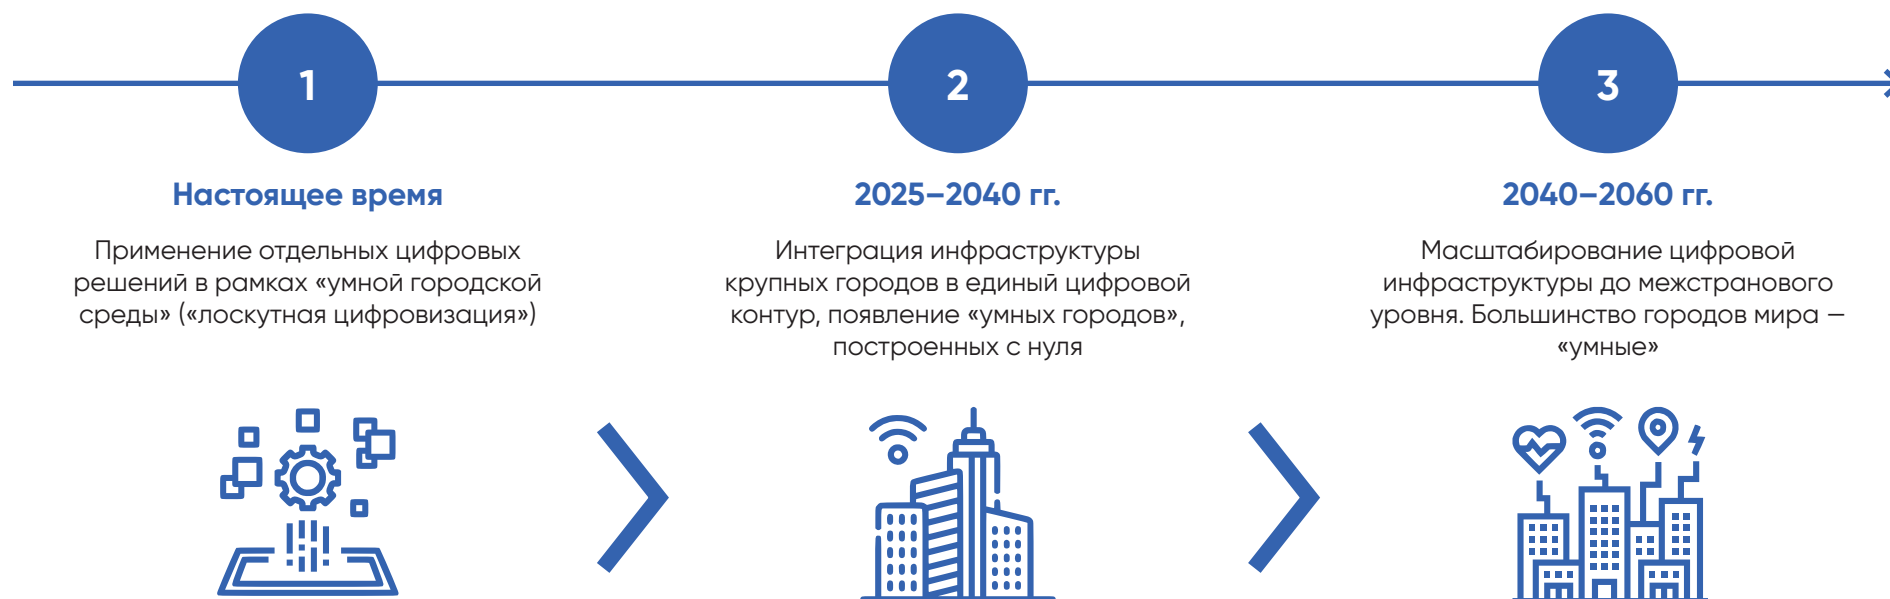 1
2
3
Настоящее время
Применение отдельных цифровых
решений в рамках «умной городской
среды» («лоскутная цифровизация»)
2025–2040 гг.
Интеграция инфраструктуры
крупных городов в единый цифровой
контур, появление «умных городов»,
построенных с нуля
2040–2060 гг.
Масштабирование цифровой
инфраструктуры до межстранового
уровня. Большинство городов мира —
«умные»